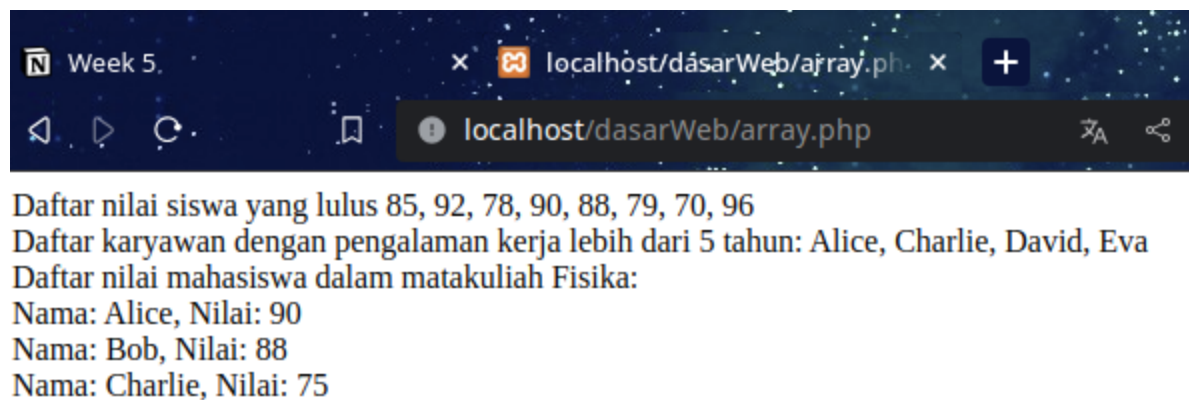 Week 5
localhost/dasarWeb/array.ph
localhost/dasarWeb/array.php
Daftar nilai siswa yang lulus 85, 92, 78, 90, 88, 79, 70, 96
Daftar karyawan dengan pengalaman kerja lebih dari 5 tahun: Alice, Charlie, David, Eva
Daftar nilai mahasiswa dalam matakuliah Fisika:
Nama: Alice, Nilai: 90
Nama: Bob, Nilai: 88
Nama: Charlie, Nilai: 75